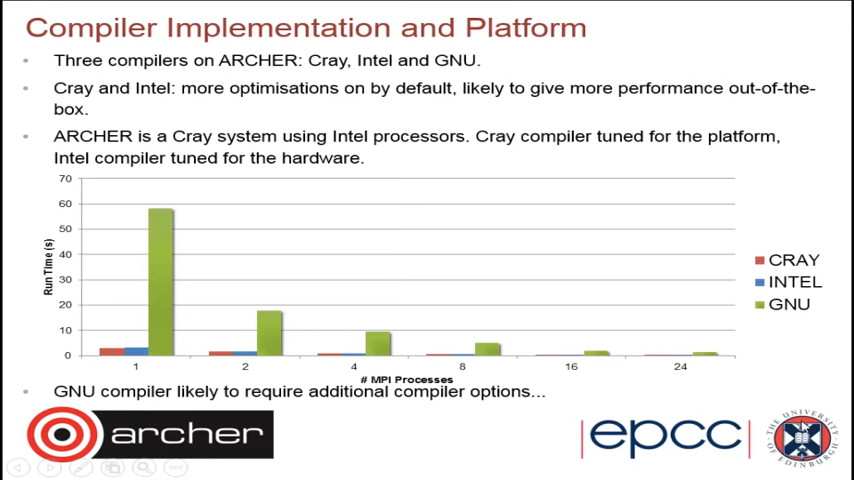 Compiler Implementation and Platform
• Three compilers on ARCHER: Cray, Intel and GNU.
• Cray and Intel: more optimisations on by default, likely to give more performance out-of-the-
box.
• ARCHER is a Cray system using Intel processors. Cray compiler tuned for the platform,
Intel compiler tuned for the hardware.
70
60
50
40
30
20
10
0
Run Time (s)
1 2 4 8 16 24
# MPI Processes
CRAY
INTEL
GNU
• GNU compiler likely to require additional compiler options...
archer
epcc
THE UNIVERSITY OF EDINBURGH